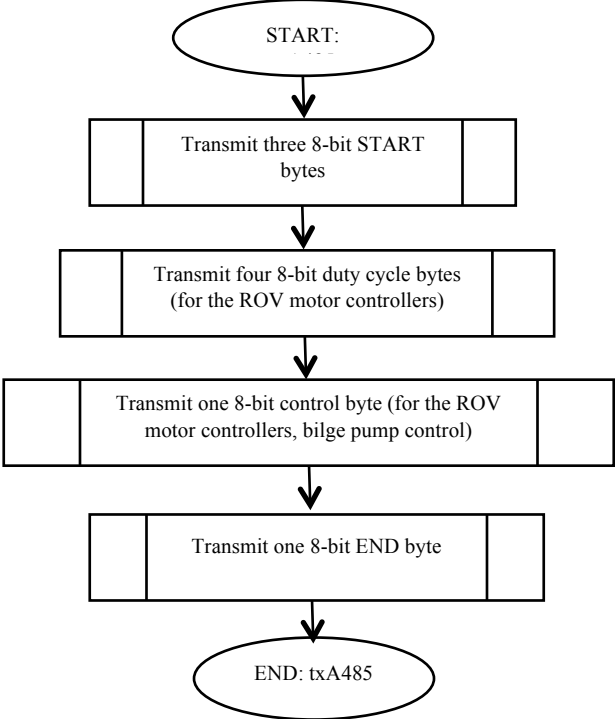 START:
Transmit three 8-bit START
bytes
Transmit four 8-bit duty cycle bytes
(for the ROV motor controllers)
Transmit one 8-bit control byte (for the ROV
motor controllers, bilge pump control)
Transmit one 8-bit END byte
END: txA485